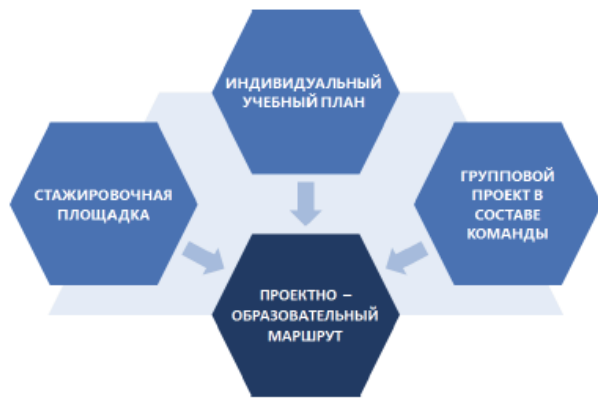 ИНДИВИДУАЛЬНЫЙ
УЧЕБНЫЙ ПЛАН
СТАЖИРОВОЧНАЯ
ПЛОЩАДКА
ГРУППОВОЙ
ПРОЕКТ В
СОСТАВЕ
КОМАНДЫ
ПРОЕКТНО –
ОБРАЗОВАТЕЛЬНЫЙ
МАРШРУТ